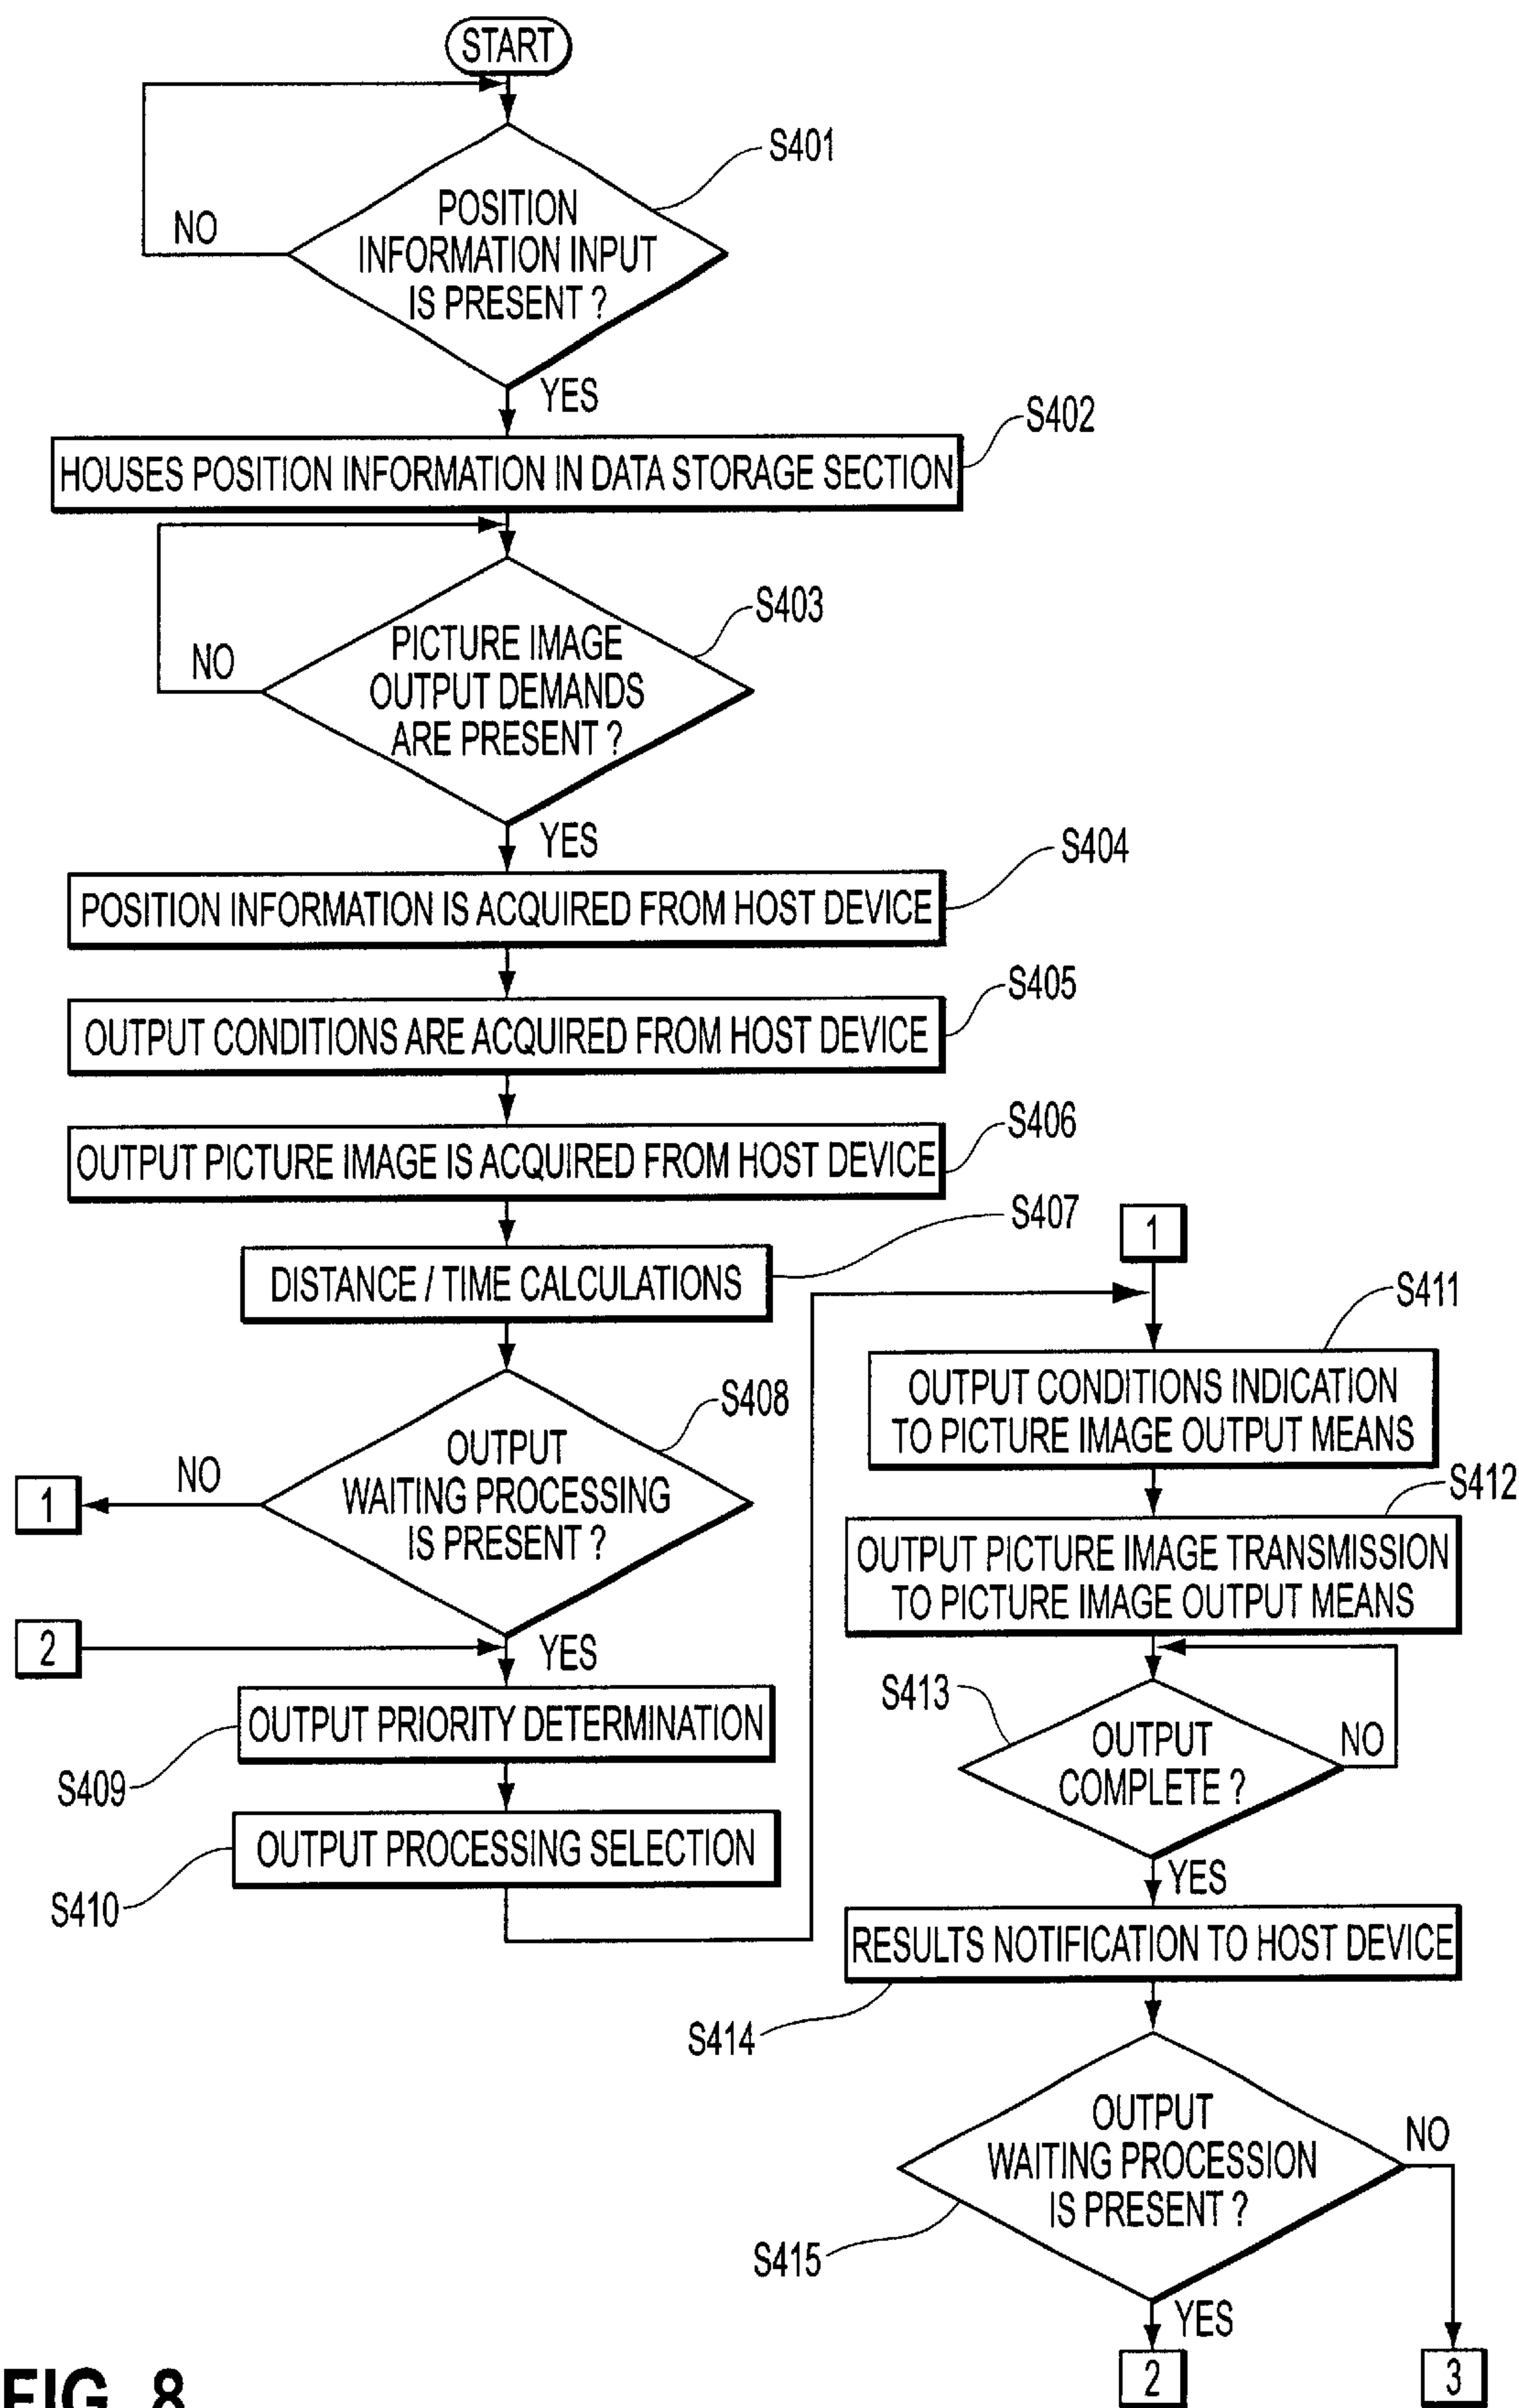 START
S401
NO
POSITION
INFORMATION INPUT
IS PRESENT ?
YES
S402
HOUSES POSITION INFORMATION IN DATA STORAGE SECTION
S403
NO
PICTURE IMAGE
OUTPUT DEMANDS
ARE PRESENT ?
YES
S404
POSITION INFORMATION IS ACQUIRED FROM HOST DEVICE
S405
OUTPUT CONDITIONS ARE ACQUIRED FROM HOST DEVICE
S406
OUTPUT PICTURE IMAGE IS ACQUIRED FROM HOST DEVICE
S407
DISTANCE / TIME CALCULATIONS
S408
NO
OUTPUT
WAITING PROCESSING
IS PRESENT ?
1
2
YES
OUTPUT PRIORITY DETERMINATION
S409
OUTPUT PROCESSING SELECTION
S410
1
S411
OUTPUT CONDITIONS INDICATION
TO PICTURE IMAGE OUTPUT MEANS
S412
OUTPUT PICTURE IMAGE TRANSMISSION
TO PICTURE IMAGE OUTPUT MEANS
S413
OUTPUT
COMPLETE ?
NO
YES
RESULTS NOTIFICATION TO HOST DEVICE
S414
OUTPUT
WAITING PROCESSION
IS PRESENT ?
NO
S415
YES
2
3
FIG. 8